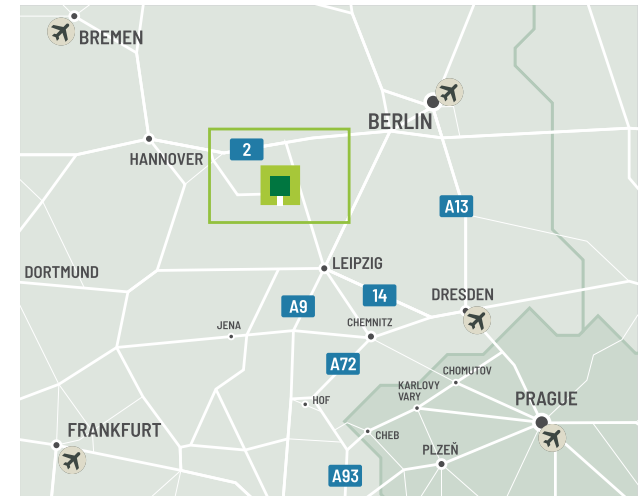 BREMEN
BERLIN
2
HANNOVER
A13
LEIPZIG
DORTMUND
14
DRESDEN
A9
JENA
CHEMNITZ
A72
CHOMUTOV
KARLOVY
VARY
HOF
PRAGUE
FRANKFURT
CHEB
PLZEŇ
A93